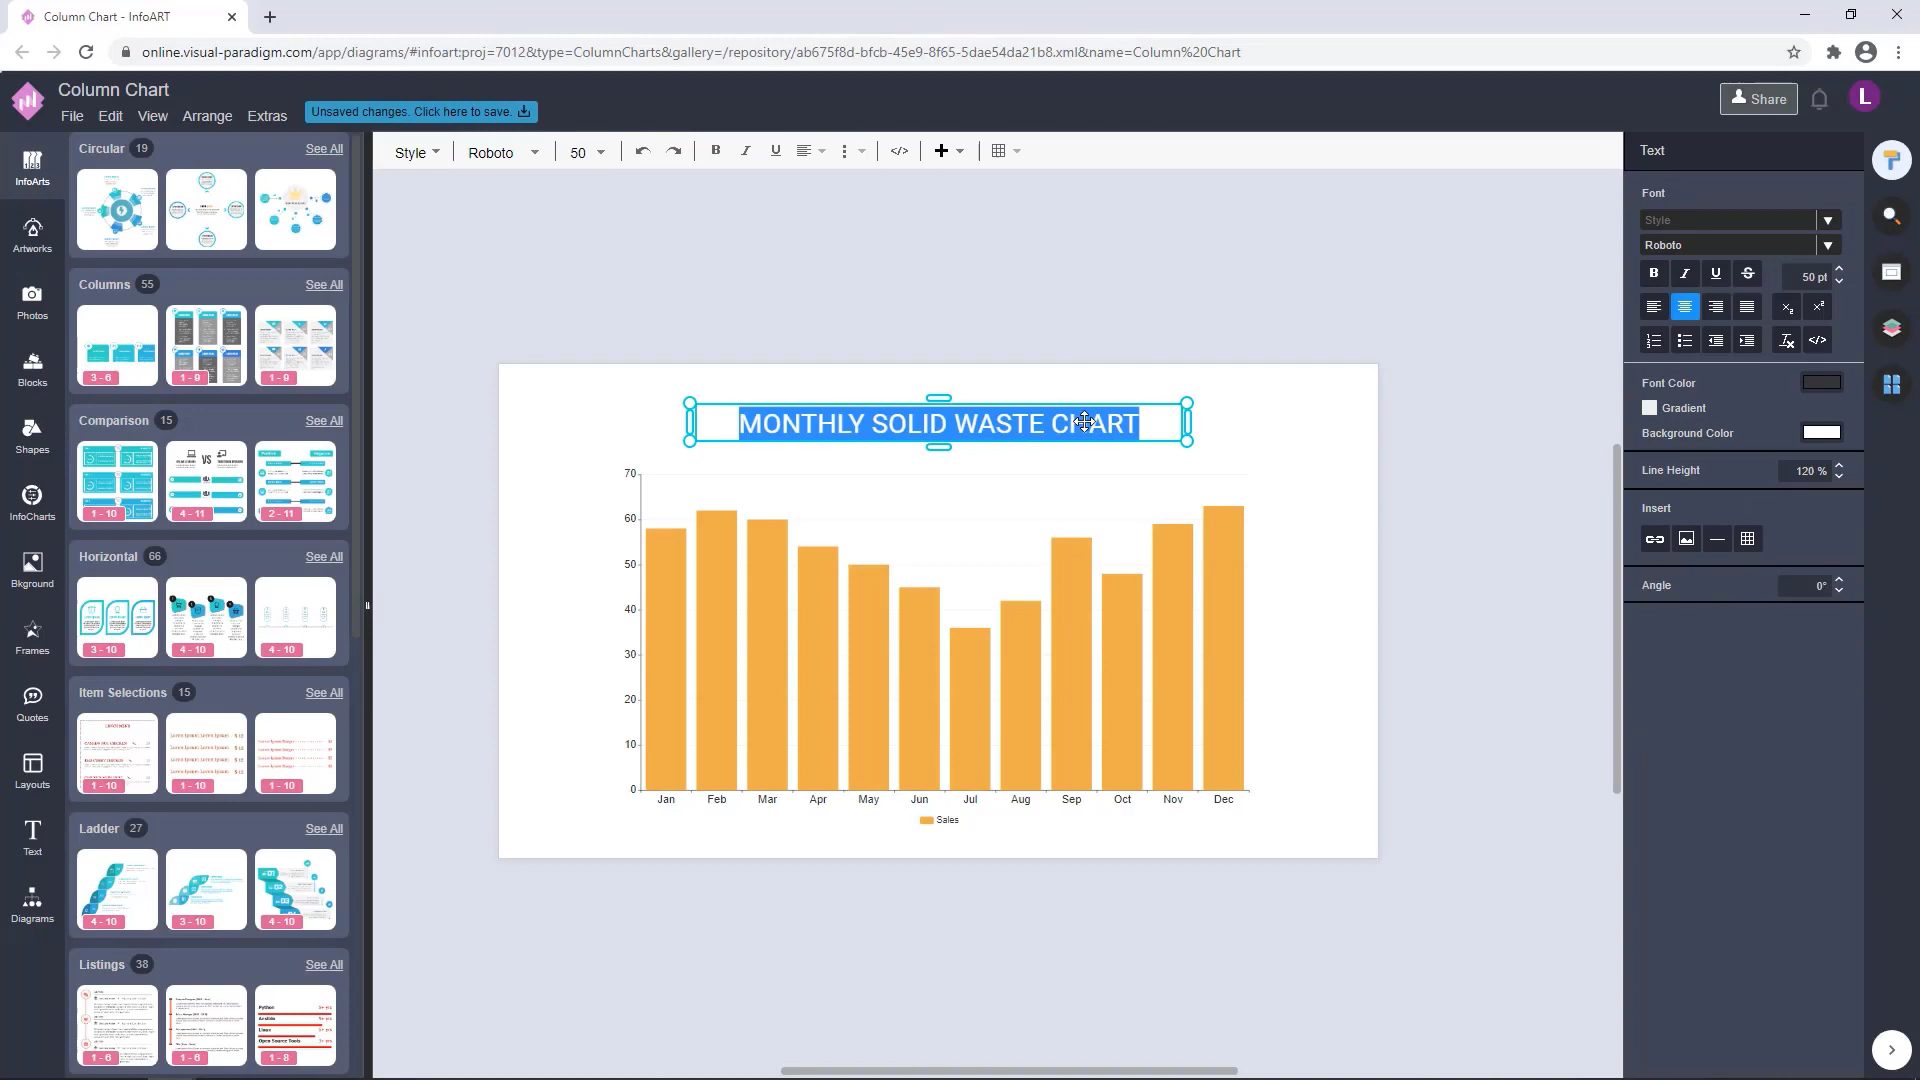 Column Chart - InfoART
online.visual-paradigm.com/app/diagrams/#infoart:proj=7012&type=ColumnCharts&gallery=/repository/ab675f8d-bfcb-45e9-8f65-5dae54da21b8.xml&name=Column%20Chart
Column Chart
File Edit View Arrange Extras
Unsaved changes. Click here to save.
Share
L
InfoArts
Artworks
Photos
Blocks
Shapes
InfoCharts
Bkground
Frames
Quotes
Layouts
Text
Diagrams
Circular 19 See All
Columns 55 See All
3 - 6 1 - 9 1 - 9
Comparison 15 See All
VS
1 - 10 4 - 11 2 - 11
Horizontal 66 See All
3 - 10 4 - 10 4 - 10
Item Selections 15 See All
1 - 10 1 - 10 1 - 10
Ladder 27 See All
4 - 10 3 - 10 4 - 10
Listings 38 See All
Python
Ansible
Linux
Open Source Tools
1 - 6 1 - 6 1 - 8
Style Roboto 50 B I U </>
MONTHLY SOLID WASTE CHART
70
60
50
40
30
20
10
0
Jan Feb Mar Apr May Jun Jul Aug Sep Oct Nov Dec
Sales
Text
Font
Style
Roboto
B I U S 50 pt
Font Color
Gradient
Background Color
Line Height 120 %
Insert
Angle 0°